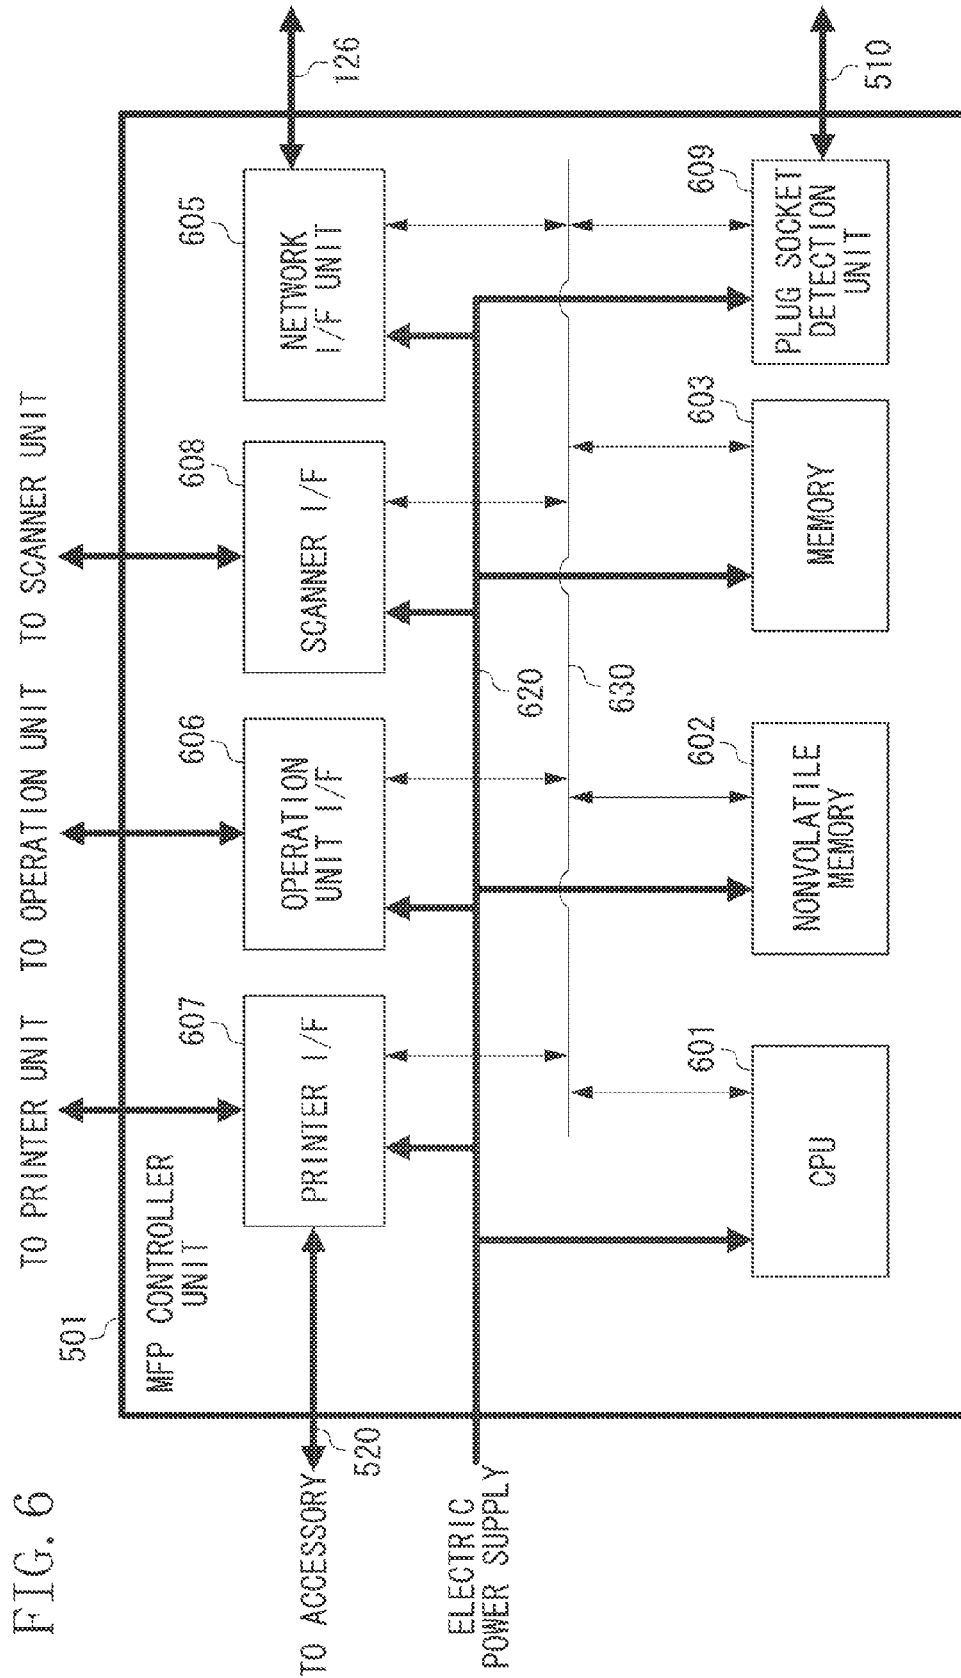 FIG. 6
TO PRINTER UNIT
TO OPERATION UNIT
TO SCANNER UNIT
501
MFP CONTROLLER
UNIT
607
606
608
605
126
PRINTER I/F
OPERATION
UNIT I/F
SCANNER I/F
NETWORK
I/F UNIT
TO ACCESSORY
520
ELECTRIC
POWER SUPPLY
620
630
601
602
603
609
510
CPU
NONVOLATILE
MEMORY
MEMORY
PLUG SOCKET
DETECTION
UNIT